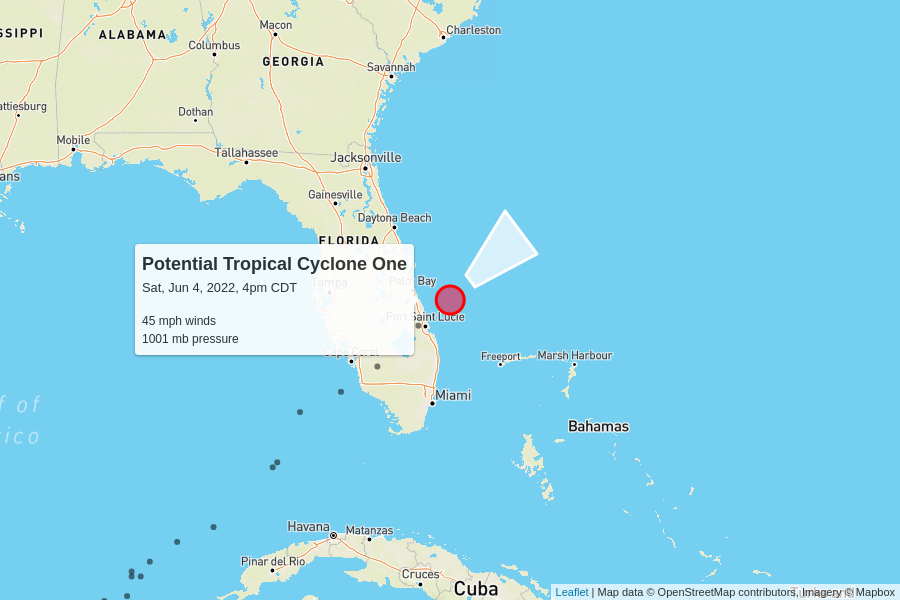 Charleston
Macon
SSIPPI
ALABAMA
Columbus
GEORGIA
Savannah
attiesburg
Dothan
Mobile
Tallahassee
Jacksonville
ans
Gainesville
Daytona Beach
FLORIDA
Potential Tropical Cyclone One
Sat, Jun 4, 2022, 4pm CDT
45 mph winds
1001 mb pressure
Palm Bay
Tampa
Port Saint Lucie
Cape Coral
Freeport
Marsh Harbour
Miami
f of
ico
Bahamas
Havana
Matanzas
Pinar del Rio
Cruces
Cuba
Leaflet | Map data © OpenStreetMap contributors, Imagery © Mapbox